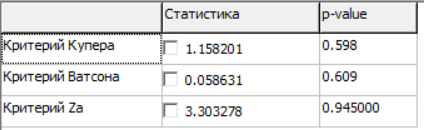 Статистика p-value
Критерий Купера 1.158201 0.598
Критерий Ватсона 0.058631 0.609
Критерий Za 3.303278 0.945000